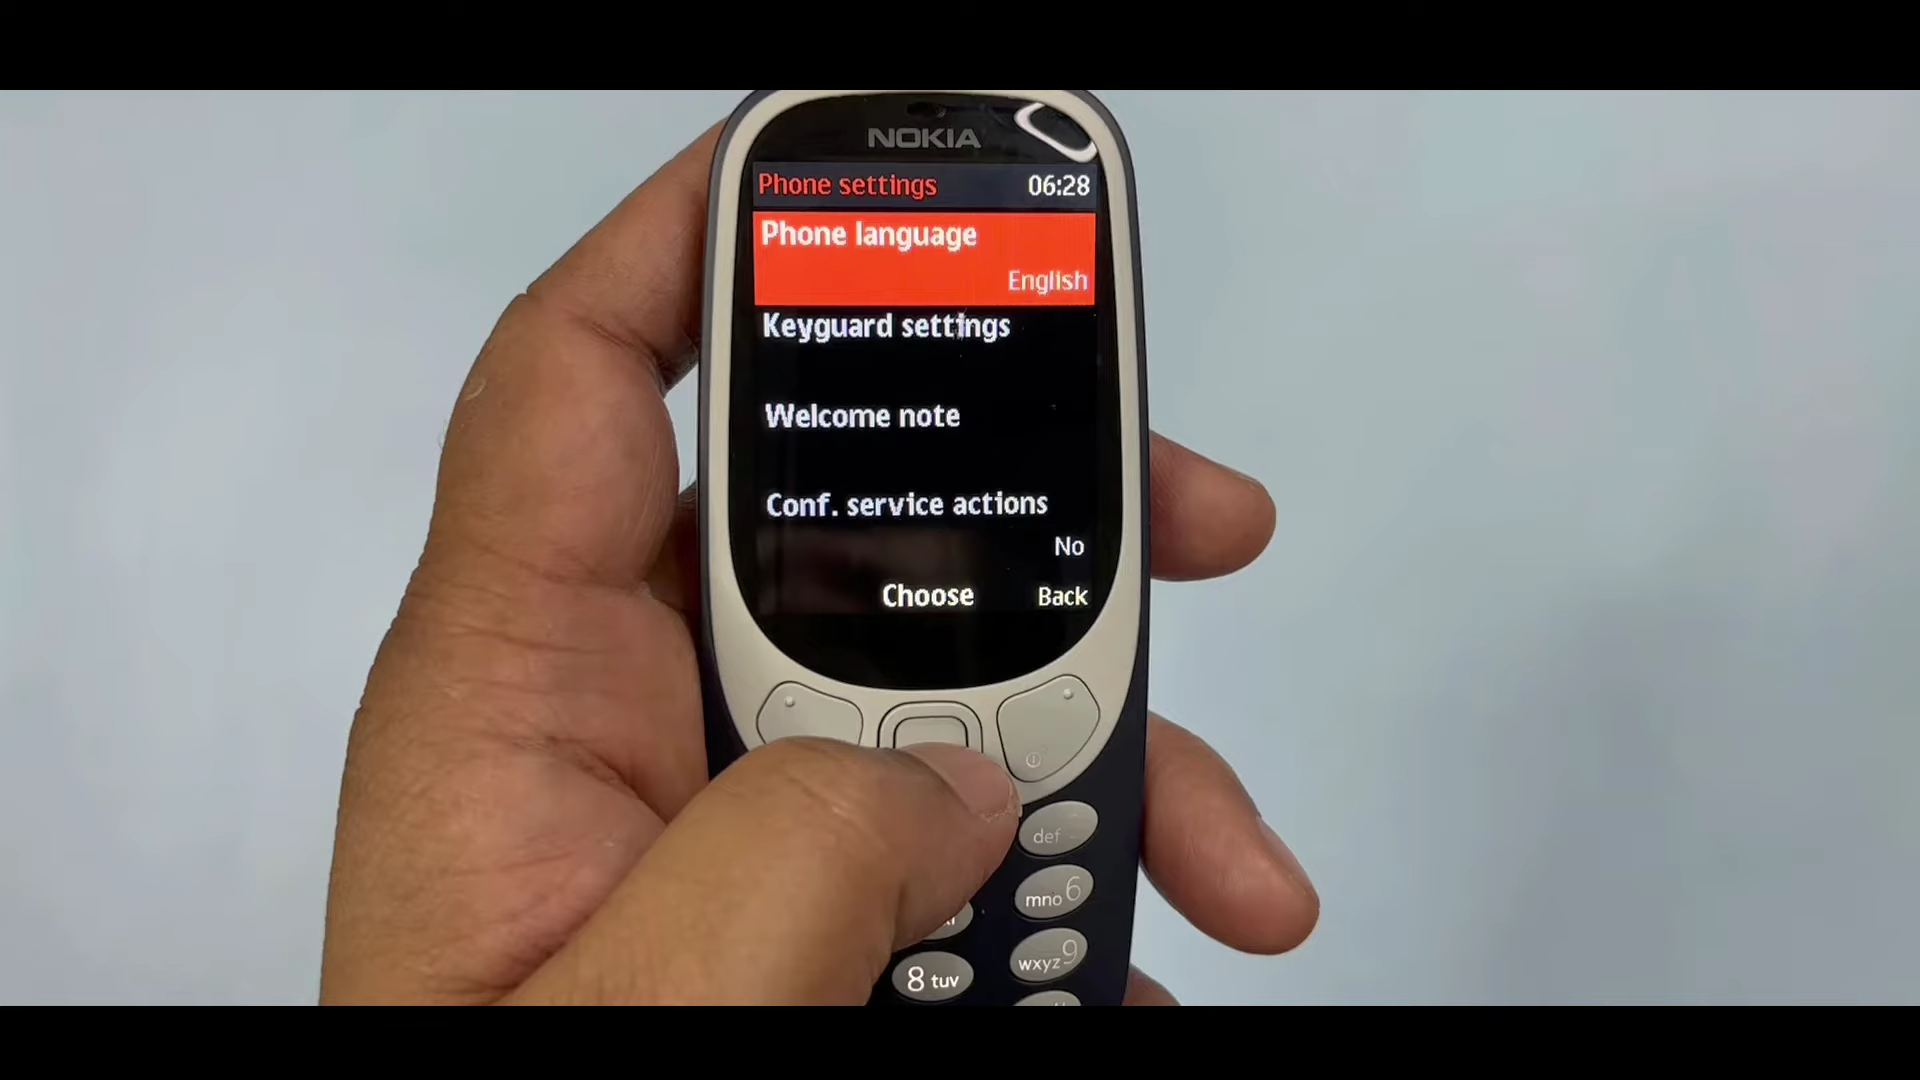 NOKIA
Phone settings 06:28
Phone language
English
Keyguard settings
Welcome note
Conf. service actions
No
Choose Back
def
mno 6
wxyz 9
8 tuv